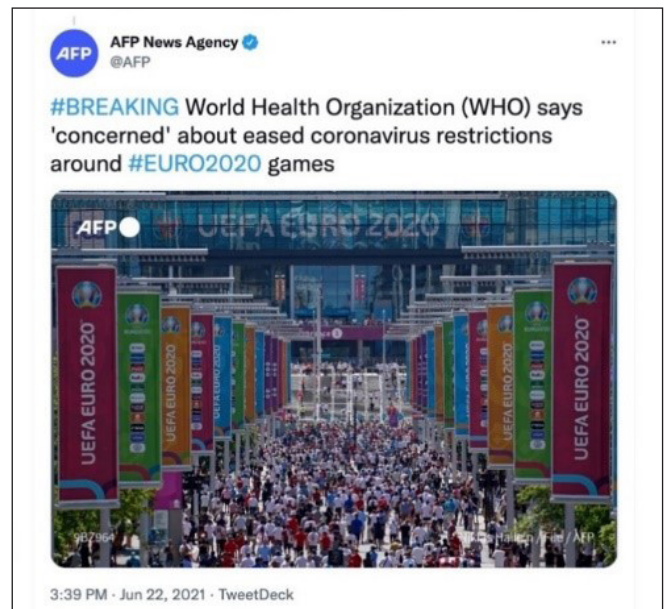 AFP
AFP News Agency
@AFP
#BREAKING World Health Organization (WHO) says
'concerned' about eased coronavirus restrictions
around #EURO2020 games
AFP
UEFA EURO 2020
UEFA EURO 2020
UEFA EURO 2020
UEFA EURO 2020
UEFA EURO 2020
9BZ964
/ AFP
3:39 PM · Jun 22, 2021 · TweetDeck